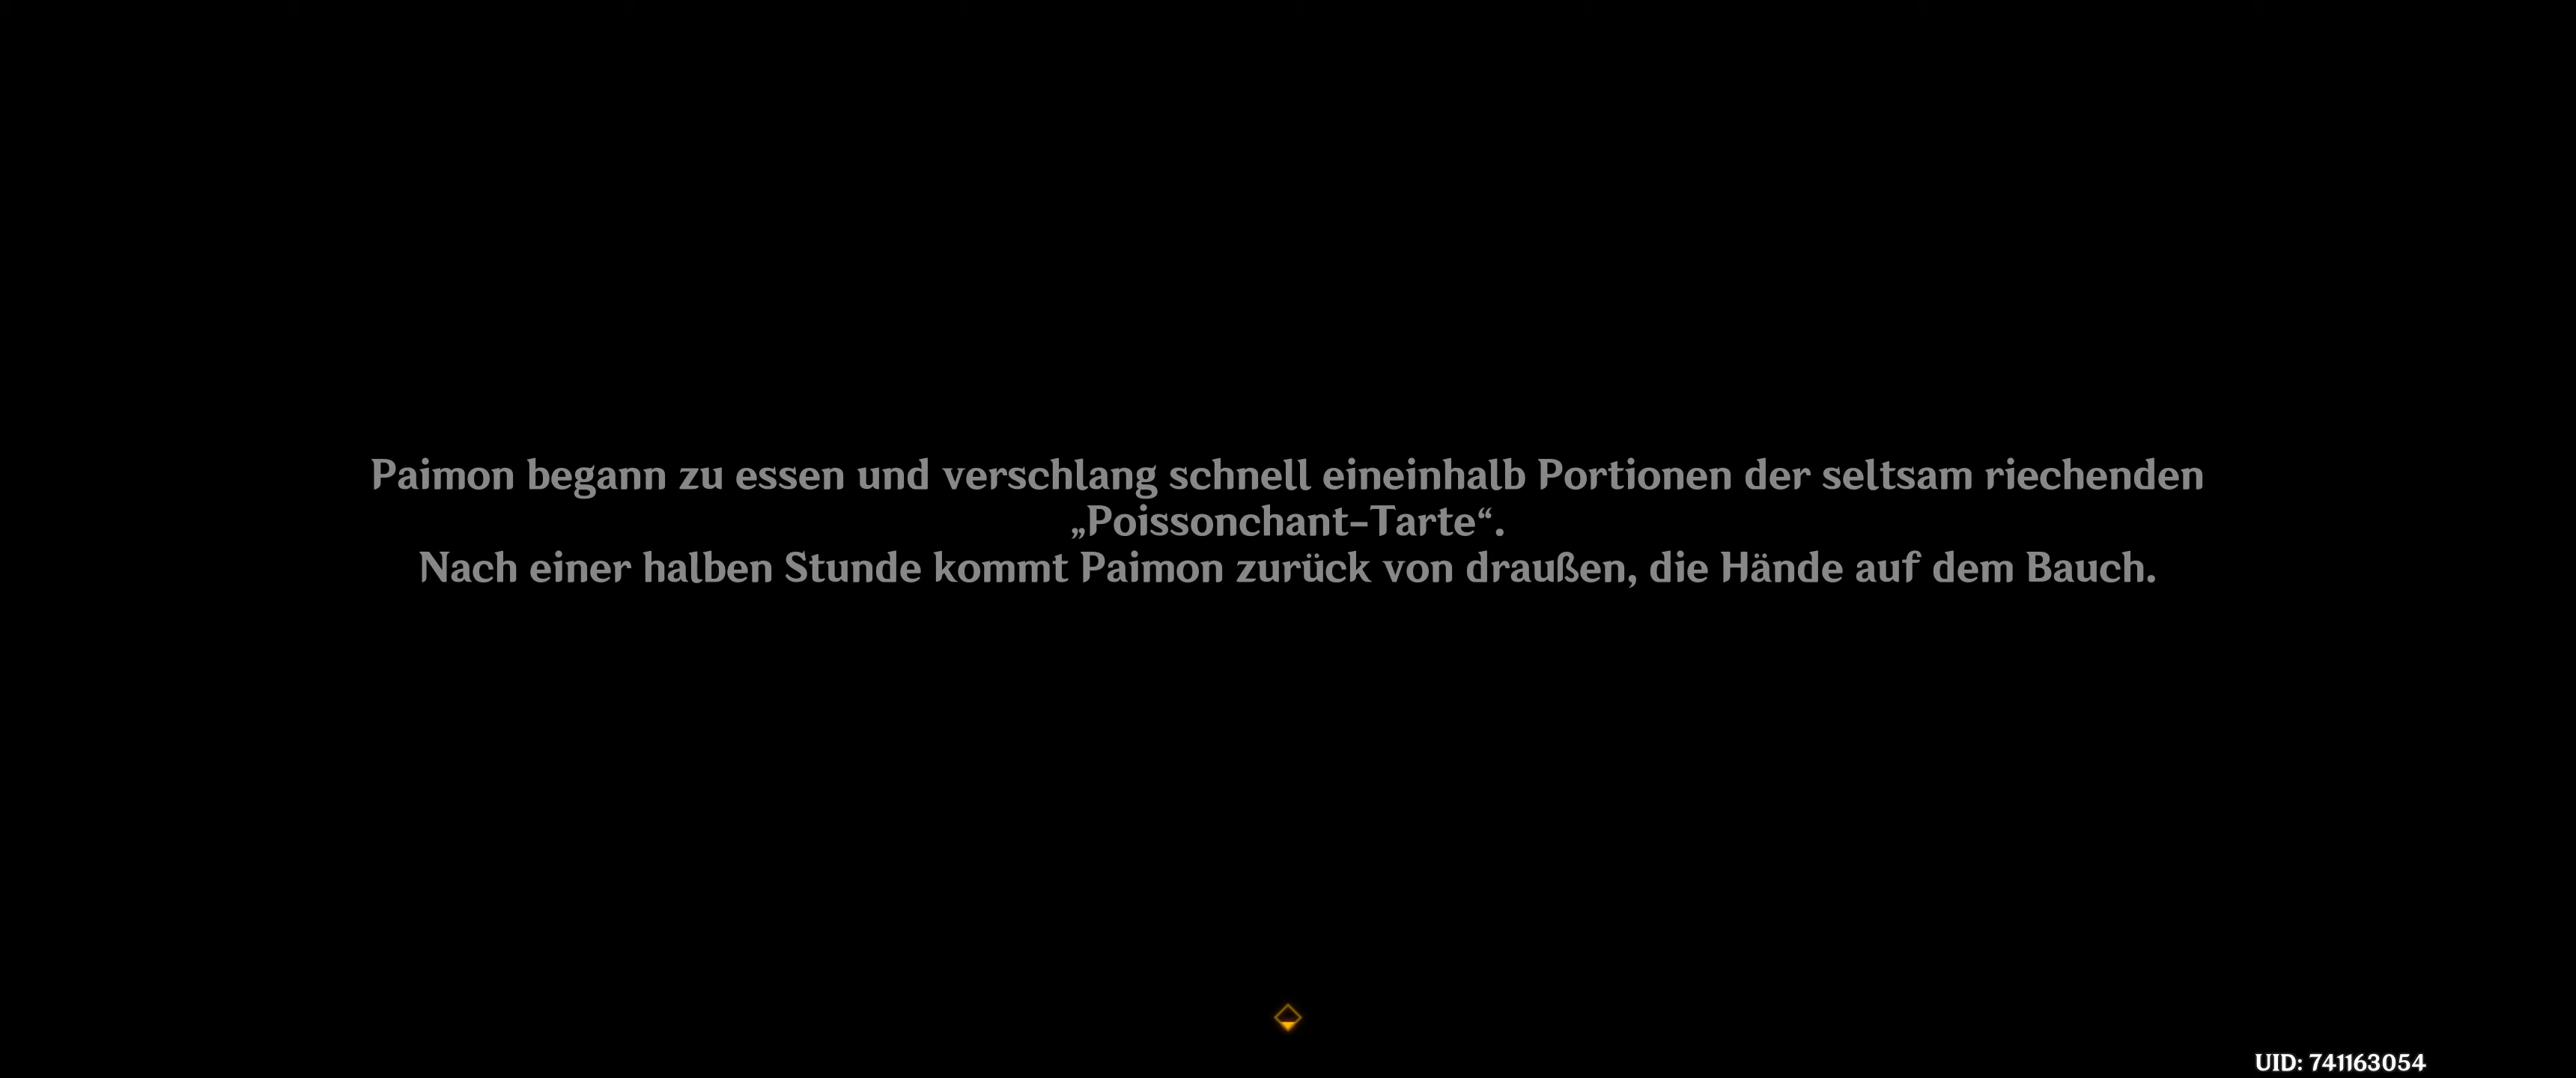 Paimon begann zu essen und verschlang schnell eineinhalb Portionen der seltsam riechenden
„Poissonchant-Tarte“.
Nach einer halben Stunde kommt Paimon zurück von draußen, die Hände auf dem Bauch.
UID: 741163054